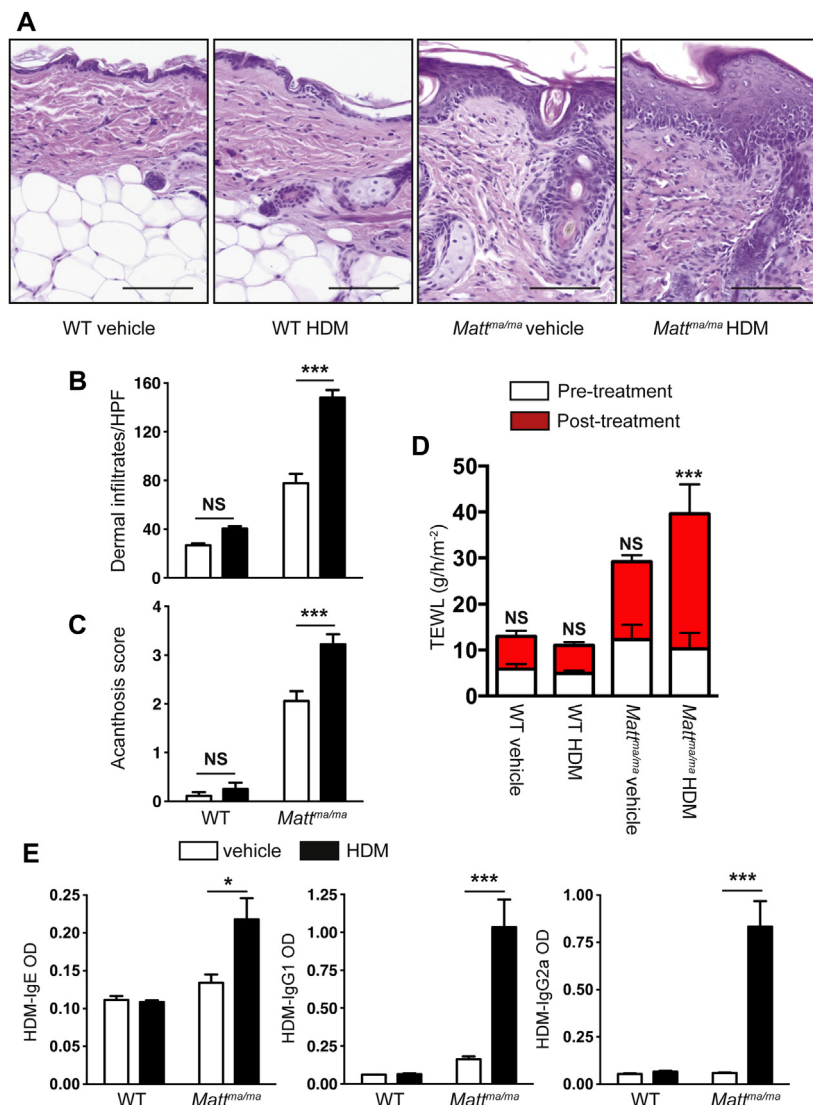 A
WT vehicle
WT HDM
Matt^ma/ma vehicle
Matt^ma/ma HDM
B
Dermal infiltrates/HPF
160
120
80
40
0
NS
***
C
Acanthosis score
4
3
2
1
0
NS
***
WT
Matt^ma/ma
Pre-treatment
Post-treatment
D
TEWL (g/h/m⁻²)
50
40
30
20
10
0
NS
NS
NS
***
WT vehicle
WT HDM
Matt^ma/ma vehicle
Matt^ma/ma HDM
E
vehicle
HDM
HDM-IgE OD
0.25
0.20
0.15
0.10
0.05
0.00
*
WT
Matt^ma/ma
HDM-IgG1 OD
1.25
1.00
0.75
0.50
0.25
0.00
***
WT
Matt^ma/ma
HDM-IgG2a OD
1.00
0.75
0.50
0.25
0.00
***
WT
Matt^ma/ma